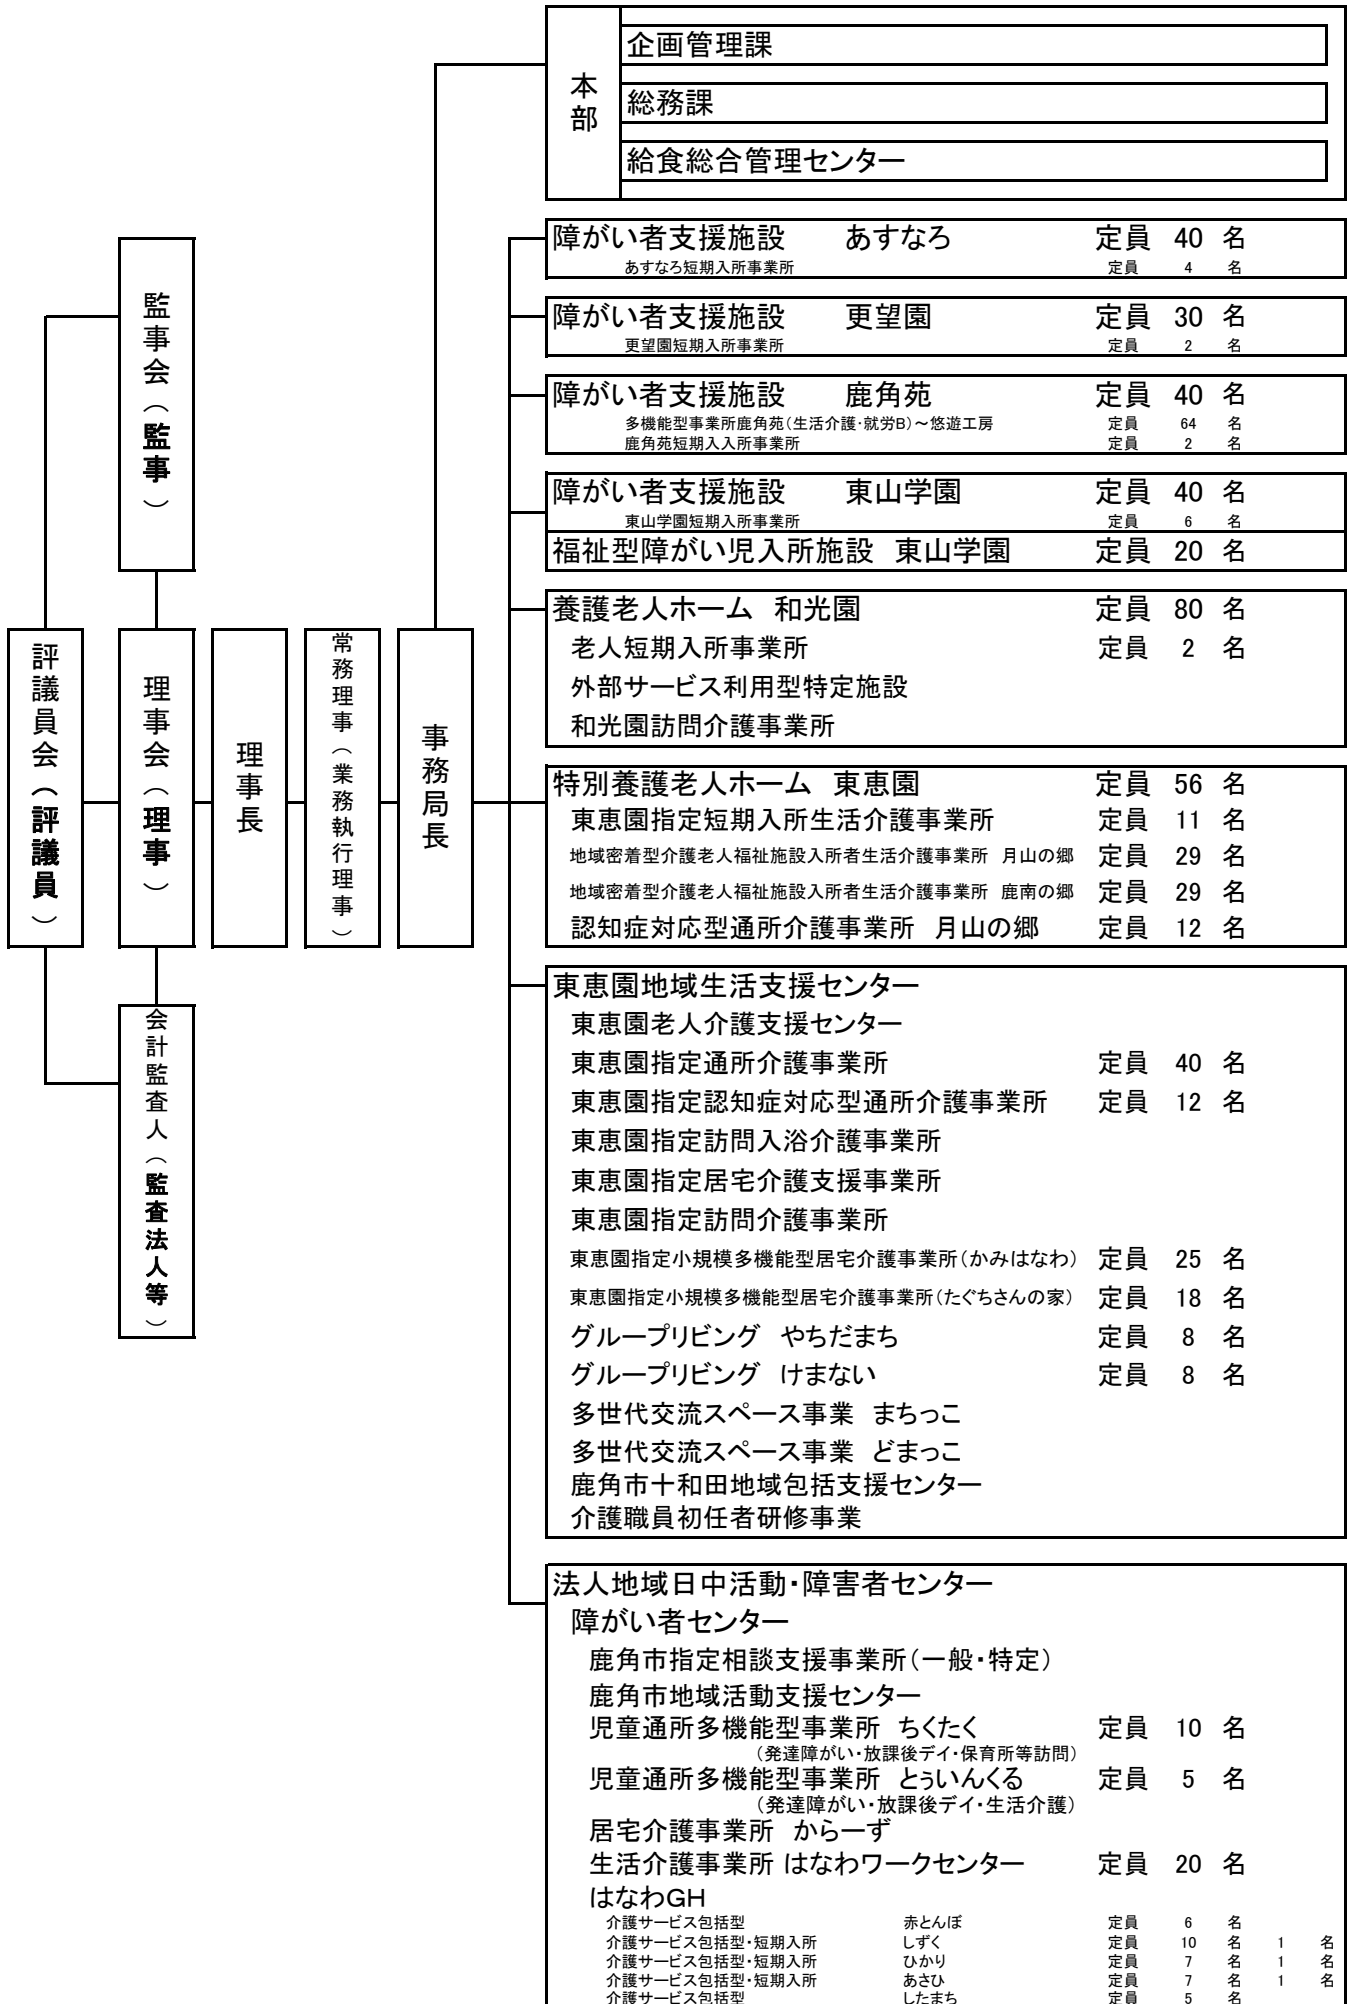 本部
企画管理課
総務課
給食総合管理センター
障がい者支援施設 あすなろ 定員 40 名
あすなろ短期入所事業所 定員 4 名
障がい者支援施設 更望園 定員 30 名
更望園短期入所事業所 定員 2 名
障がい者支援施設 鹿角苑 定員 40 名
多機能型事業所鹿角苑(生活介護・就労B)～悠遊工房 定員 64 名
鹿角苑短期入入所事業所 定員 2 名
障がい者支援施設 東山学園 定員 40 名
東山学園短期入所事業所 定員 6 名
福祉型障がい児入所施設 東山学園 定員 20 名
監事会(監事)
評議員会(評議員)
理事会(理事)
理事長
常務理事(業務執行理事)
事務局長
会計監査人(監査法人等)
養護老人ホーム 和光園 定員 80 名
老人短期入所事業所 定員 2 名
外部サービス利用型特定施設
和光園訪問介護事業所
特別養護老人ホーム 東恵園 定員 56 名
東恵園指定短期入所生活介護事業所 定員 11 名
地域密着型介護老人福祉施設入所者生活介護事業所 月山の郷 定員 29 名
地域密着型介護老人福祉施設入所者生活介護事業所 鹿南の郷 定員 29 名
認知症対応型通所介護事業所 月山の郷 定員 12 名
東恵園地域生活支援センター
東恵園老人介護支援センター
東恵園指定通所介護事業所 定員 40 名
東恵園指定認知症対応型通所介護事業所 定員 12 名
東恵園指定訪問入浴介護事業所
東恵園指定居宅介護支援事業所
東恵園指定訪問介護事業所
東恵園指定小規模多機能型居宅介護事業所(かみはなわ) 定員 25 名
東恵園指定小規模多機能型居宅介護事業所(たぐちさんの家) 定員 18 名
グループリビング やちだまち 定員 8 名
グループリビング けまない 定員 8 名
多世代交流スペース事業 まちっこ
多世代交流スペース事業 どまっこ
鹿角市十和田地域包括支援センター
介護職員初任者研修事業
法人地域日中活動・障害者センター
障がい者センター
鹿角市指定相談支援事業所(一般・特定)
鹿角市地域活動支援センター
児童通所多機能型事業所 ちくたく 定員 10 名
(発達障がい・放課後デイ・保育所等訪問)
児童通所多機能型事業所 とぅいんくる 定員 5 名
(発達障がい・放課後デイ・生活介護)
居宅介護事業所 からーず
生活介護事業所 はなわワークセンター 定員 20 名
はなわGH
介護サービス包括型 赤とんぼ 定員 6 名
介護サービス包括型・短期入所 しずく 定員 10 名 1 名
介護サービス包括型・短期入所 ひかり 定員 7 名 1 名
介護サービス包括型・短期入所 あさひ 定員 7 名 1 名
介護サービス包括型 したまち 定員 5 名